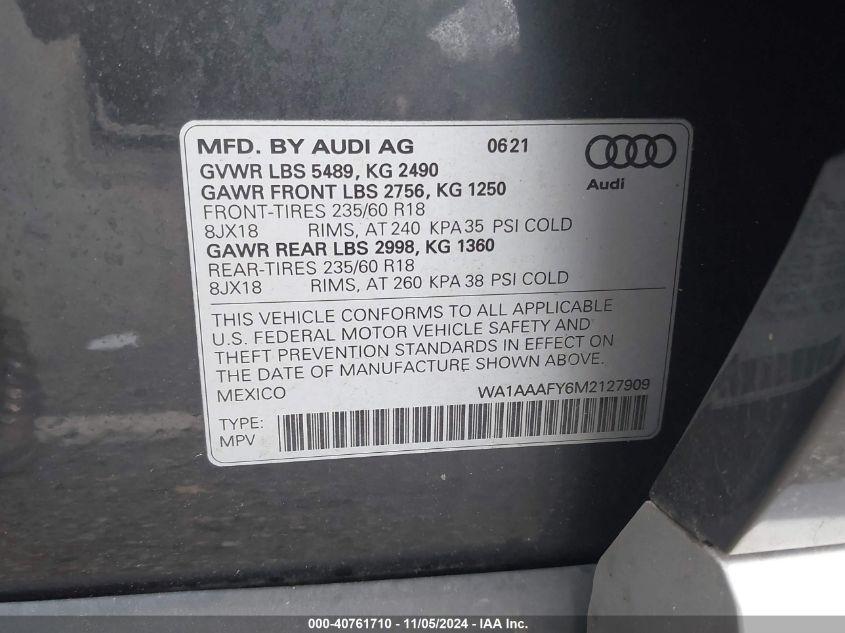 MFD. BY AUDI AG 0621
GVWR LBS 5489, KG 2490
GAWR FRONT LBS 2756, KG 1250
FRONT-TIRES 235/60 R18
8JX18 RIMS, AT 240 KPA 35 PSI COLD
GAWR REAR LBS 2998, KG 1360
REAR-TIRES 235/60 R18
8JX18 RIMS, AT 260 KPA 38 PSI COLD
Audi
THIS VEHICLE CONFORMS TO ALL APPLICABLE
U.S. FEDERAL MOTOR VEHICLE SAFETY AND
THEFT PREVENTION STANDARDS IN EFFECT ON
THE DATE OF MANUFACTURE SHOWN ABOVE.
MEXICO WA1AAAFY6M2127909
TYPE:
MPV
000-40761710 - 11/05/2024 - IAA Inc.